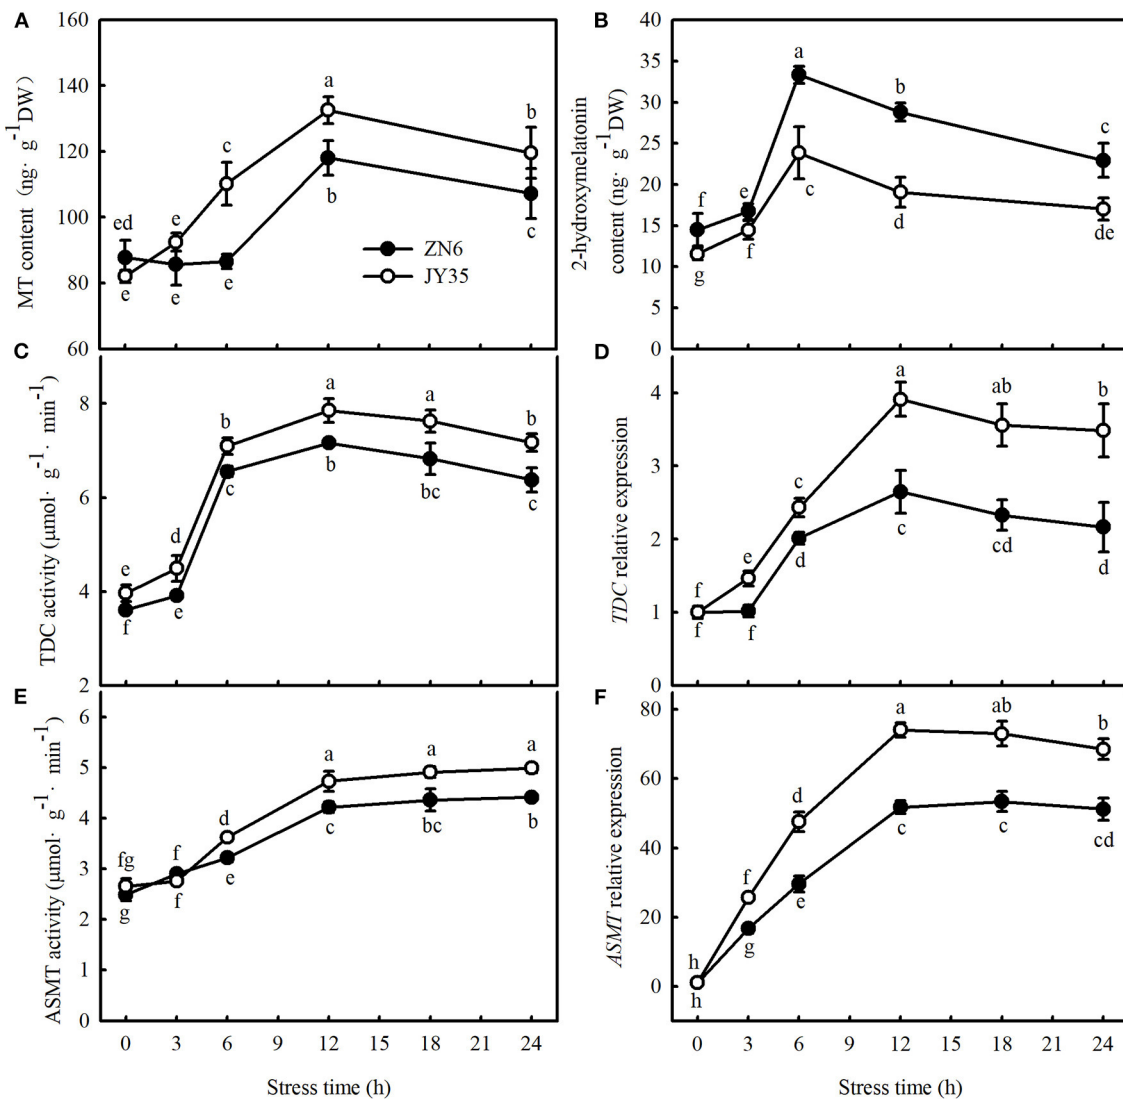 A
160
140
120
100
80
60
MT content (ng· g-1DW)
ed
e
e
e
c
e
a
b
b
c
ZN6
JY35
B
40
35
30
25
20
15
10
5
0
2-hydroxymelatonin
content (ng· g-1DW)
f
g
e
f
a
c
b
d
c
de
C
8
6
4
2
TDC activity (μmol· g-1· min-1)
e
f
d
e
b
c
a
b
a
bc
b
c
D
4
3
2
1
0
TDC relative expression
f
f
e
f
c
d
a
c
ab
cd
b
d
E
6
5
4
3
2
1
0
ASMT activity (μmol· g-1· min-1)
fg
g
f
f
d
e
a
c
a
bc
a
b
0 3 6 9 12 15 18 21 24
Stress time (h)
F
80
60
40
20
0
ASMT relative expression
h
h
f
g
d
e
a
c
ab
c
b
cd
0 3 6 9 12 15 18 21 24
Stress time (h)